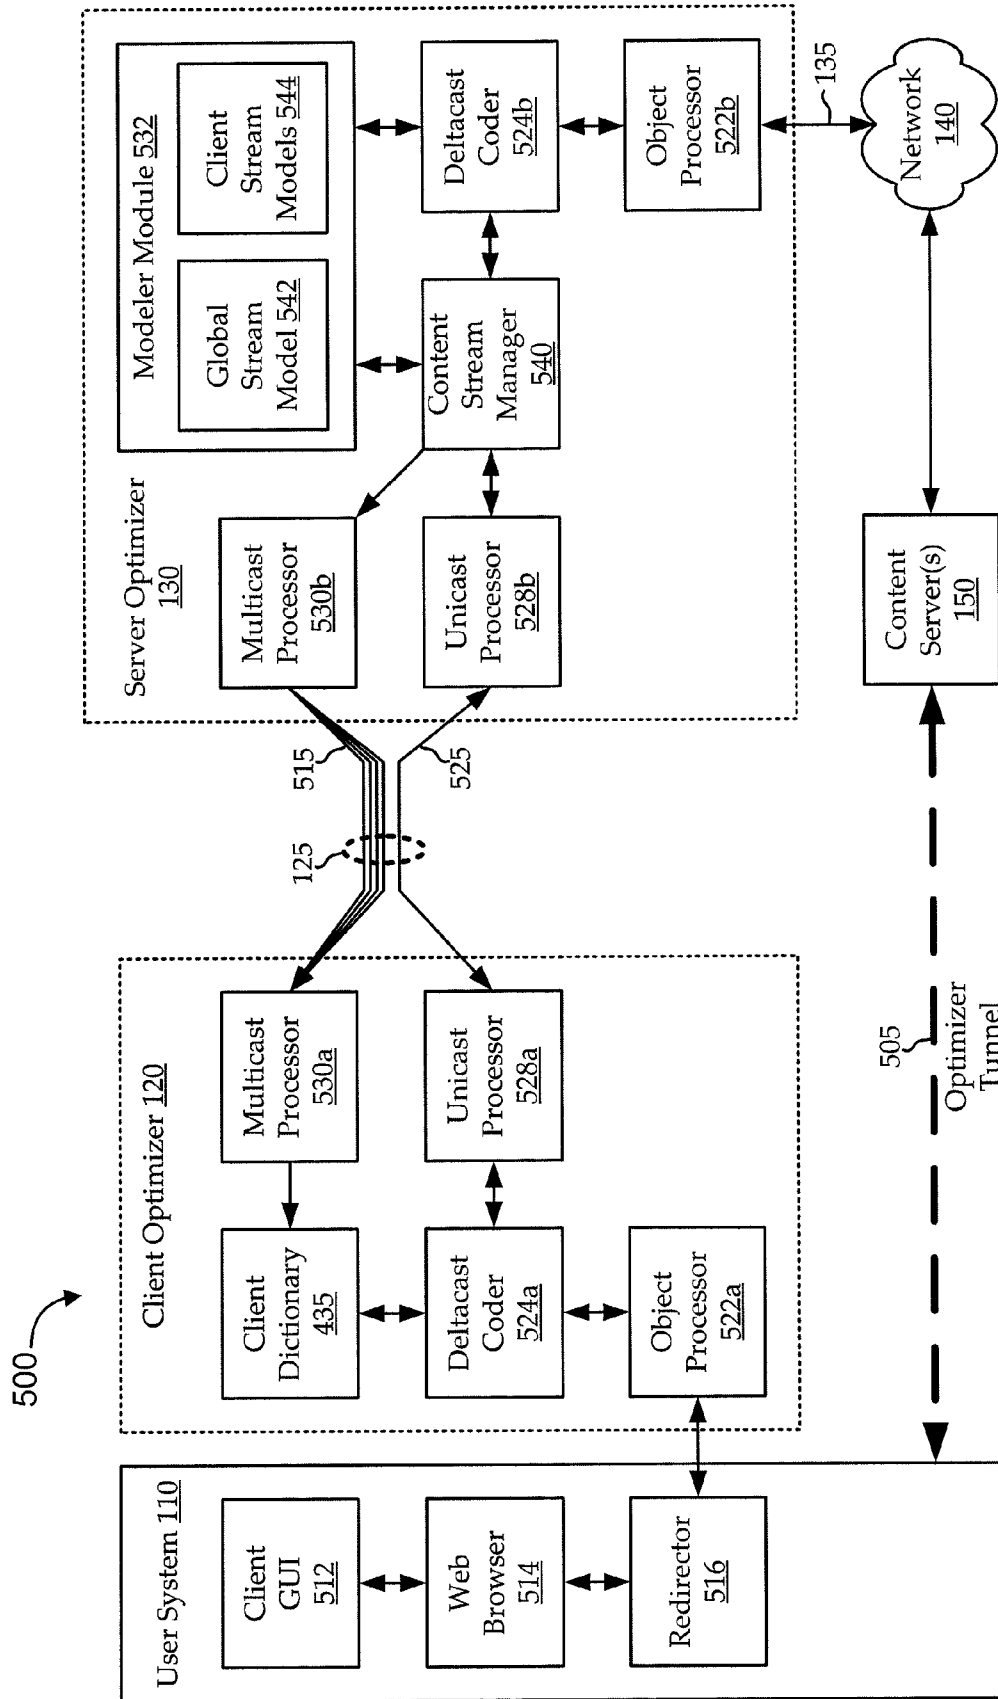 500
User System 110
Client
GUI
512
Web
Browser
514
Redirector
516
Client Optimizer 120
Client
Dictionary
435
Deltacast
Coder
524a
Object
Processor
522a
Multicast
Processor
530a
Unicast
Processor
528a
125
515
525
Server Optimizer
130
Multicast
Processor
530b
Unicast
Processor
528b
Modeler Module 532
Global
Stream
Model 542
Client
Stream
Models 544
Content
Stream
Manager
540
Deltacast
Coder
524b
Object
Processor
522b
135
Network
140
Content
Server(s)
150
505
Optimizer
Tunnel